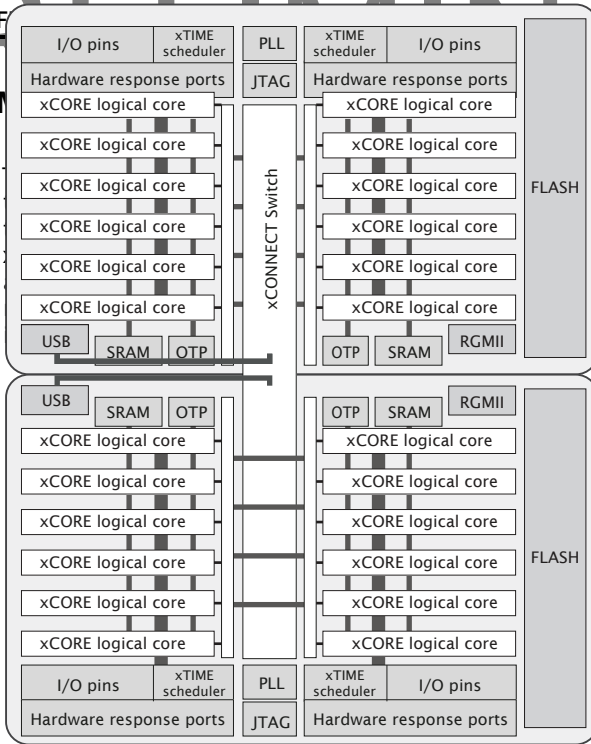 I/O pins
xTIME scheduler
PLL
xTIME scheduler
I/O pins
Hardware response ports
JTAG
Hardware response ports
xCORE logical core
xCORE logical core
xCORE logical core
xCORE logical core
xCORE logical core
xCORE logical core
xCORE logical core
xCORE logical core
xCORE logical core
xCORE logical core
xCORE logical core
xCORE logical core
xCONNECT Switch
FLASH
USB
SRAM
OTP
OTP
SRAM
RGMII
USB
SRAM
OTP
OTP
SRAM
RGMII
xCORE logical core
xCORE logical core
xCORE logical core
xCORE logical core
xCORE logical core
xCORE logical core
xCORE logical core
xCORE logical core
xCORE logical core
xCORE logical core
xCORE logical core
xCORE logical core
FLASH
I/O pins
xTIME scheduler
PLL
xTIME scheduler
I/O pins
Hardware response ports
JTAG
Hardware response ports